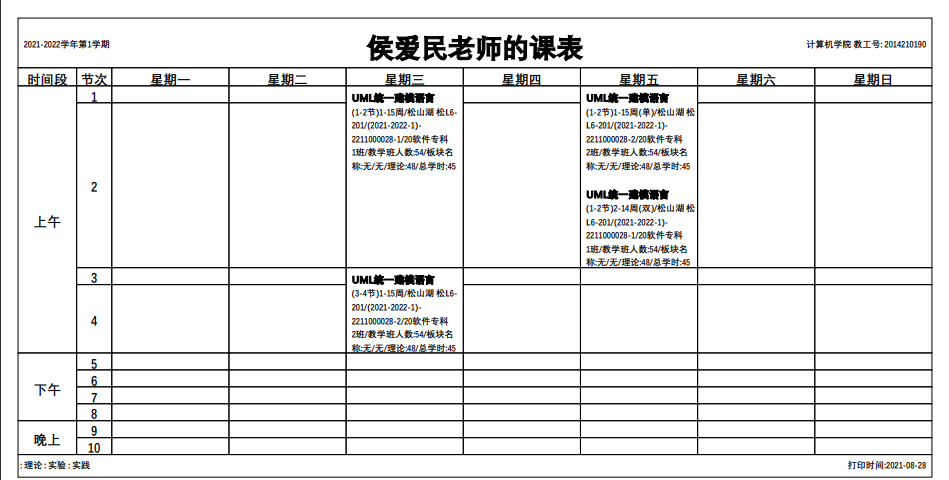 2021-2022学年第1学期
侯爱民老师的课表
计算机学院 教工号: 2014210190
时间段 节次 星期一 星期二 星期三 星期四 星期五 星期六 星期日
上午
1
2
UML统一建模语言
(1-2节)1-15周/松山湖 松L6-
201/(2021-2022-1)-
2211000028-1/20软件专科
1班/教学班人数:54/板块名
称:无/无/理论:48/总学时:45
UML统一建模语言
(1-2节)1-15周(单)/松山湖 松
L6-201/(2021-2022-1)-
2211000028-2/20软件专科
2班/教学班人数:54/板块名
称:无/无/理论:48/总学时:45
UML统一建模语言
(1-2节)2-14周(双)/松山湖 松
L6-201/(2021-2022-1)-
2211000028-1/20软件专科
1班/教学班人数:54/板块名
称:无/无/理论:48/总学时:45
3
4
UML统一建模语言
(3-4节)1-15周/松山湖 松L6-
201/(2021-2022-1)-
2211000028-2/20软件专科
2班/教学班人数:54/板块名
称:无/无/理论:48/总学时:45
下午
5
6
7
8
晚上
9
10
: 理论 : 实验 : 实践
打印时间:2021-08-28